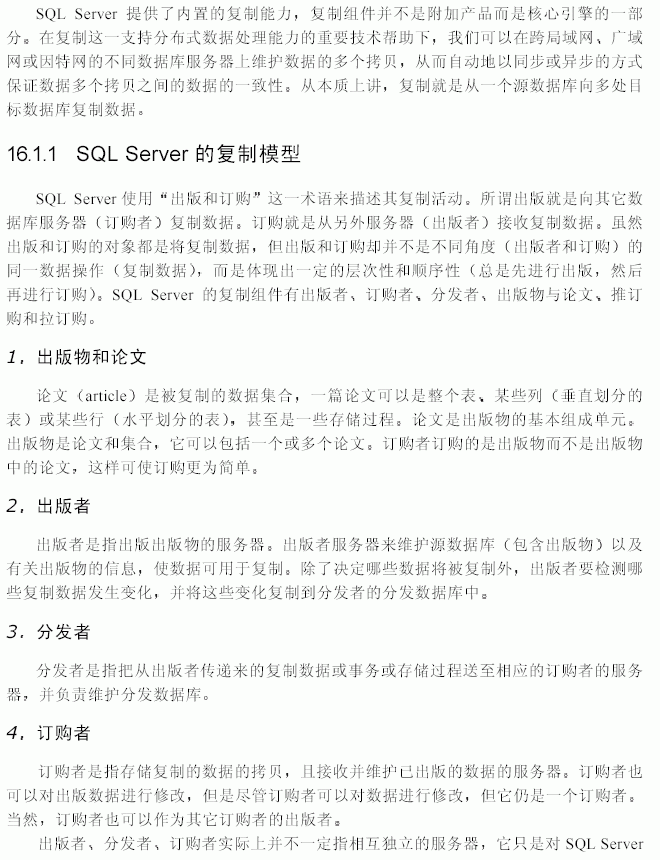 SQL Server 提供了内置的复制能力，复制组件并不是附加产品而是核心引擎的一部
分。在复制这一支持分布式数据处理能力的重要技术帮助下，我们可以在跨局域网、广域
网或因特网的不同数据库服务器上维护数据的多个拷贝，从而自动地以同步或异步的方式
保证数据多个拷贝之间的数据的一致性。从本质上讲，复制就是从一个源数据库向多处目
标数据库复制数据。
16.1.1 SQL Server 的复制模型
SQL Server 使用“出版和订购”这一术语来描述其复制活动。所谓出版就是向其它数
据库服务器（订购者）复制数据。订购就是从另外服务器（出版者）接收复制数据。虽然
出版和订购的对象都是将复制数据，但出版和订购却并不是不同角度（出版者和订购）的
同一数据操作（复制数据），而是体现出一定的层次性和顺序性（总是先进行出版，然后
再进行订购）。SQL Server 的复制组件有出版者、订购者、分发者、出版物与论文、推订
购和拉订购。
1．出版物和论文
论文（article）是被复制的数据集合，一篇论文可以是整个表、某些列（垂直划分的
表）或某些行（水平划分的表），甚至是一些存储过程。论文是出版物的基本组成单元。
出版物是论文和集合，它可以包括一个或多个论文。订购者订购的是出版物而不是出版物
中的论文，这样可使订购更为简单。
2．出版者
出版者是指出版出版物的服务器。出版者服务器来维护源数据库（包含出版物）以及
有关出版物的信息，使数据可用于复制。除了决定哪些数据将被复制外，出版者要检测哪
些复制数据发生变化，并将这些变化复制到分发者的分发数据库中。
3．分发者
分发者是指把从出版者传递来的复制数据或事务或存储过程送至相应的订购者的服务
器，并负责维护分发数据库。
4．订购者
订购者是指存储复制的数据的拷贝，且接收并维护已出版的数据的服务器。订购者也
可以对出版数据进行修改，但是尽管订购者可以对数据进行修改，但它仍是一个订购者。
当然，订购者也可以作为其它订购者的出版者。
出版者、分发者、订购者实际上并不一定指相互独立的服务器，它只是对 SQL Server